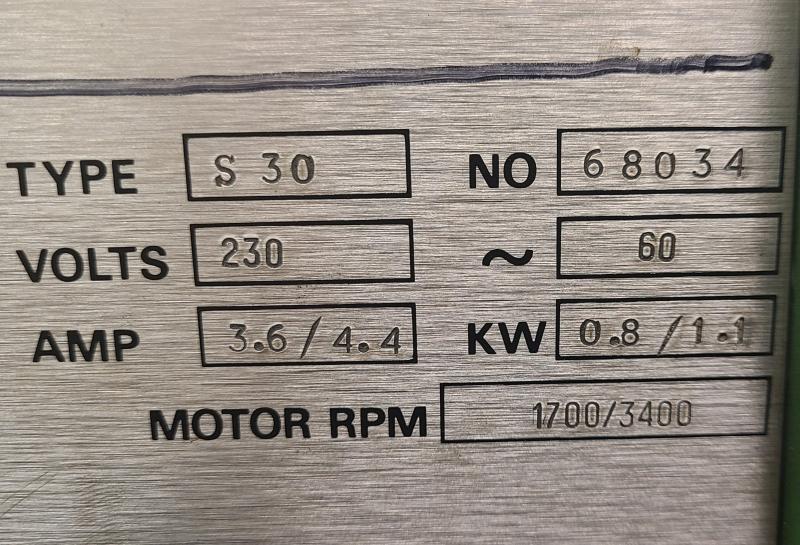 TYPE S 30 NO 68034
VOLTS 230 ~ 60
AMP 3.6/4.4 KW 0.8/1.1
MOTOR RPM 1700/3400